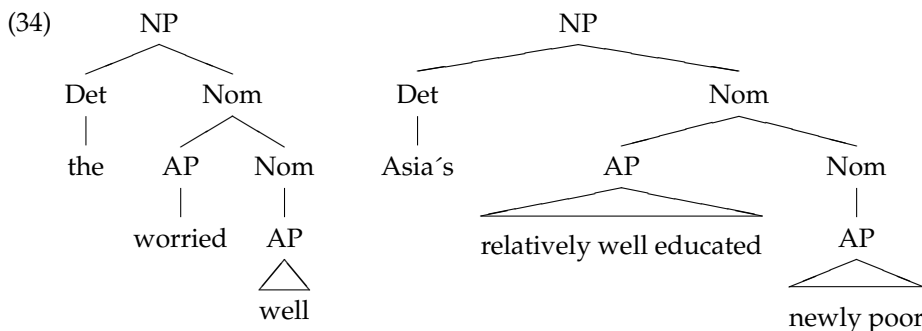 (34) NP NP
Det Nom Det Nom
the AP Nom Asia´s AP Nom
worried AP relatively well educated AP
well newly poor